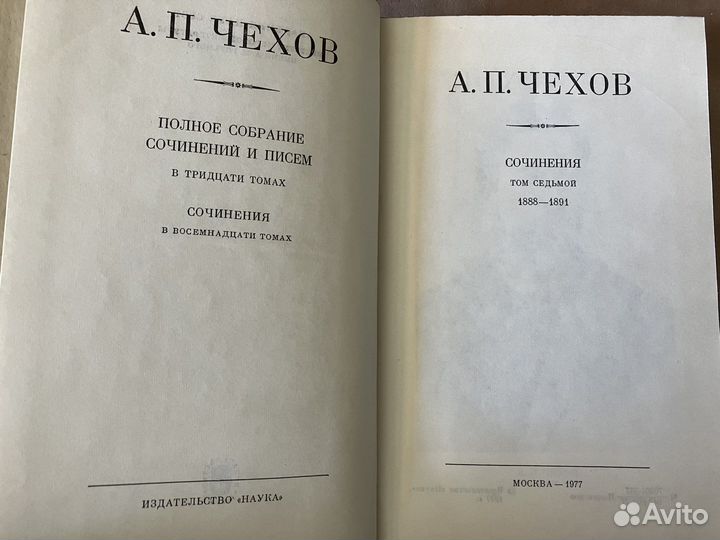 А. П. ЧЕХОВ
ПОЛНОЕ СОБРАНИЕ
СОЧИНЕНИЙ И ПИСЕМ
В ТРИДЦАТИ ТОМАХ
СОЧИНЕНИЯ
В ВОСЕМНАДЦАТИ ТОМАХ
ИЗДАТЕЛЬСТВО «НАУКА»
А. П. ЧЕХОВ
СОЧИНЕНИЯ
ТОМ СЕДЬМОЙ
1888—1891
МОСКВА — 1977
Avito